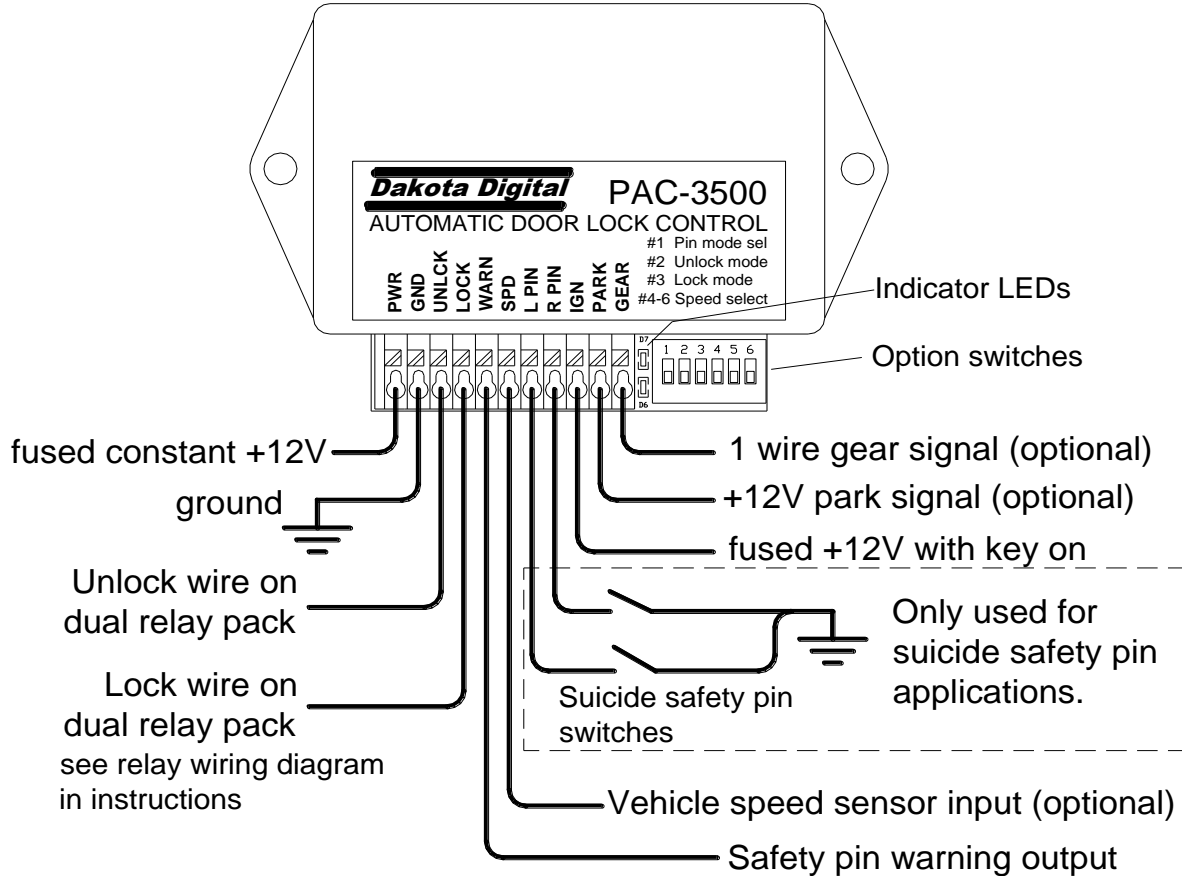 Dakota Digital
PAC-3500
AUTOMATIC DOOR LOCK CONTROL
#1 Pin mode sel
#2 Unlock mode
#3 Lock mode
#4-6 Speed select
PWR
GND
UNLCK
LOCK
WARN
SPD
L PIN
R PIN
IGN
PARK
GEAR
D7
D6
1 2 3 4 5 6
Indicator LEDs
Option switches
fused constant +12V
ground
Unlock wire on
dual relay pack
Lock wire on
dual relay pack
see relay wiring diagram
in instructions
1 wire gear signal (optional)
+12V park signal (optional)
fused +12V with key on
Only used for
suicide safety pin
applications.
Suicide safety pin
switches
Vehicle speed sensor input (optional)
Safety pin warning output